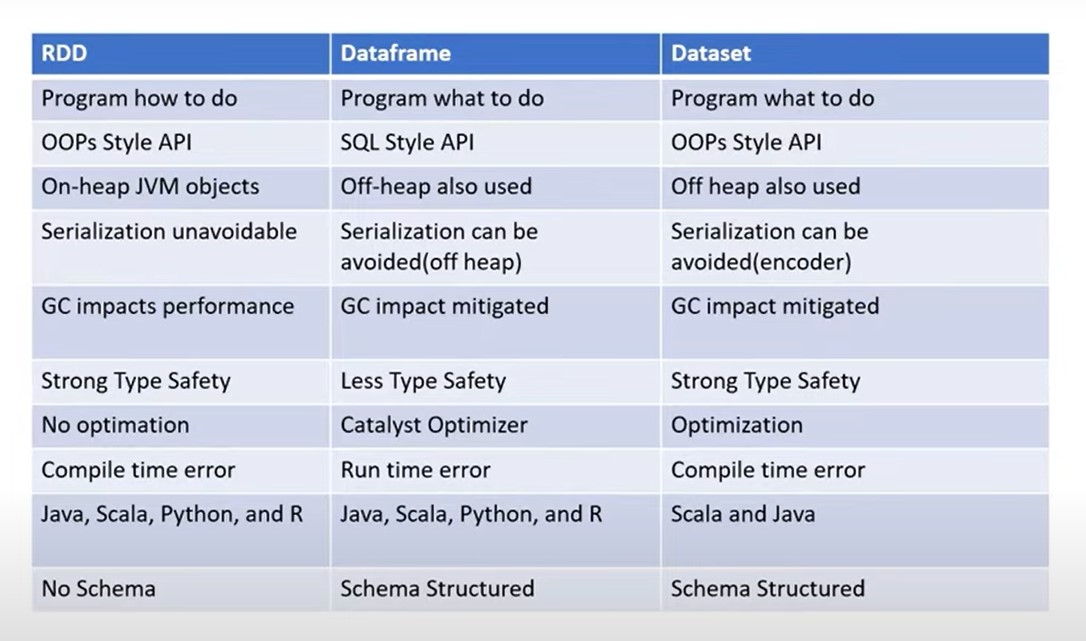 RDD Dataframe Dataset
Program how to do Program what to do Program what to do
OOPs Style API SQL Style API OOPs Style API
On-heap JVM objects Off-heap also used Off heap also used
Serialization unavoidable Serialization can be Serialization can be
avoided(off heap) avoided(encoder)
GC impacts performance GC impact mitigated GC impact mitigated
Strong Type Safety Less Type Safety Strong Type Safety
No optimation Catalyst Optimizer Optimization
Compile time error Run time error Compile time error
Java, Scala, Python, and R Java, Scala, Python, and R Scala and Java
No Schema Schema Structured Schema Structured